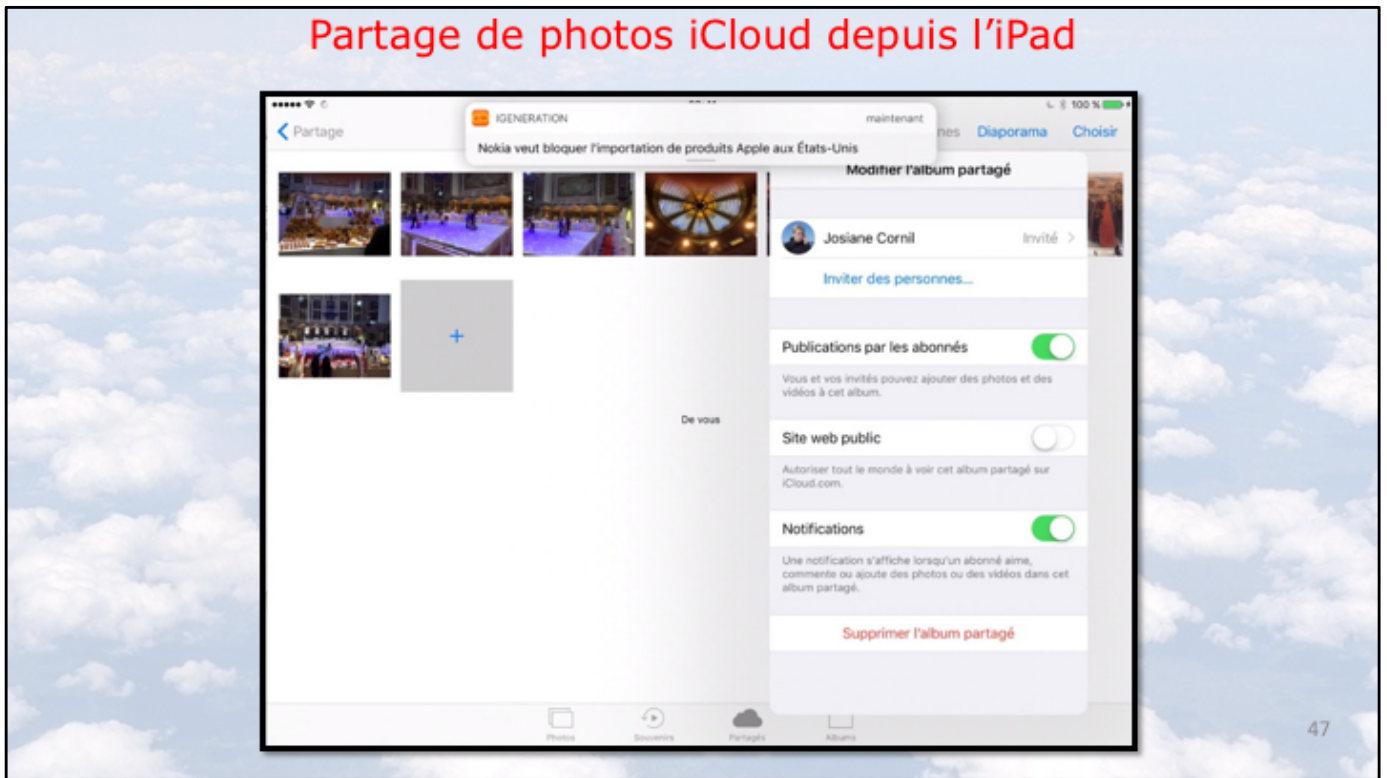 Partage de photos iCloud depuis l'iPad
100 %
Partage
IGENERATION
maintenant
Nokia veut bloquer l'importation de produits Apple aux États-Unis
nes
Diaporama
Choisir
Modifier l'album partagé
Josiane Cornil
Invité
Inviter des personnes...
+
Publications par les abonnés
Vous et vos invités pouvez ajouter des photos et des
vidéos à cet album.
De vous
Site web public
Autoriser tout le monde à voir cet album partagé sur
iCloud.com.
Notifications
Une notification s'affiche lorsqu'un abonné aime,
commente ou ajoute des photos ou des vidéos dans cet
album partagé.
Supprimer l'album partagé
Photos
Souvenirs
Partagés
Albums
47